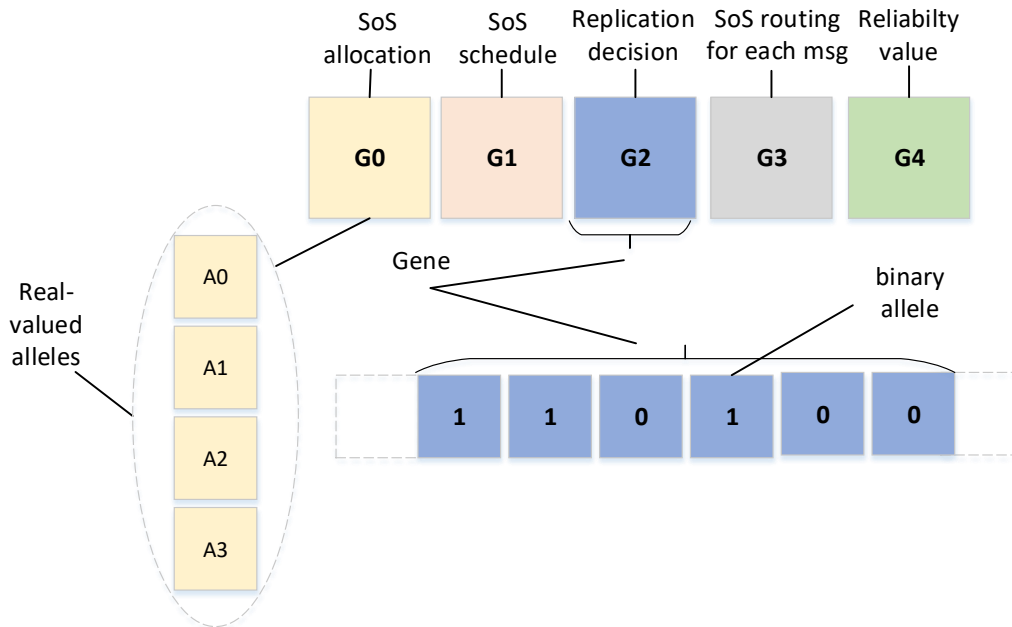 SoS
allocation
SoS
schedule
Replication
decision
SoS routing
for each msg
Reliabilty
value
G0
G1
G2
G3
G4
Gene
binary
allele
Real-
valued
alleles
A0
A1
A2
A3
1 1 0 1 0 0